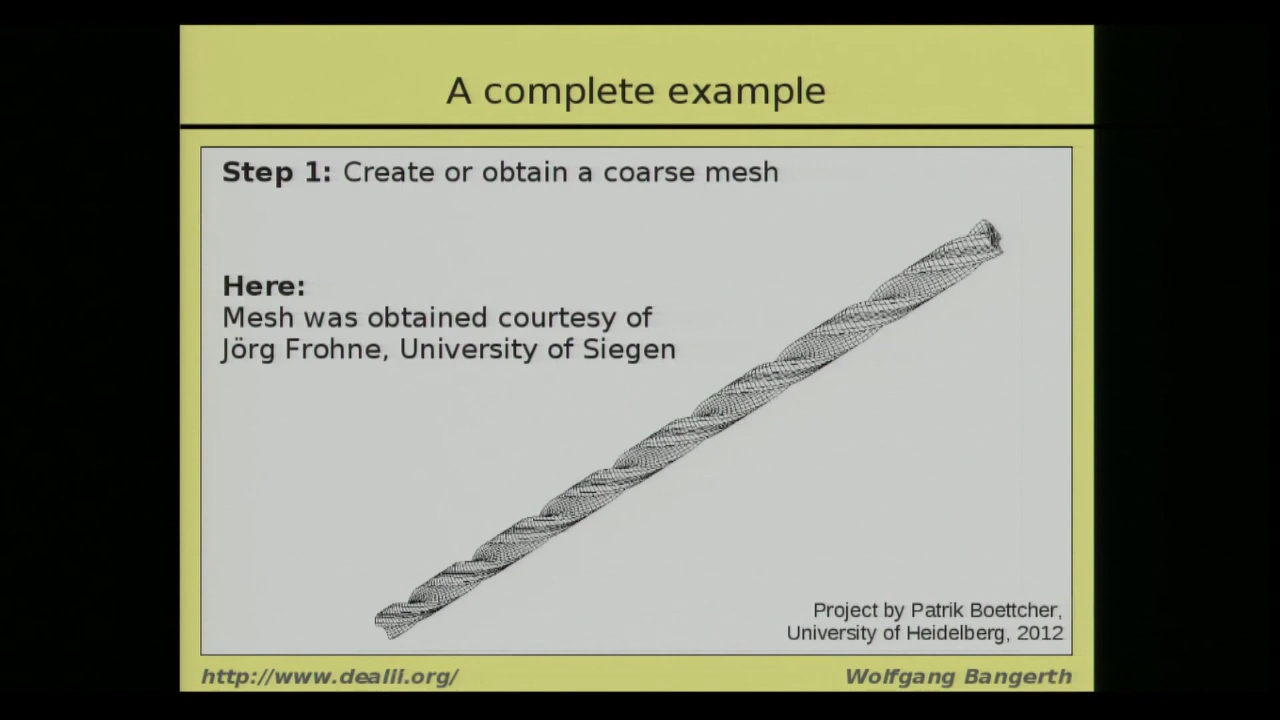 A complete example
Step 1: Create or obtain a coarse mesh
Here:
Mesh was obtained courtesy of
Jörg Frohne, University of Siegen
Project by Patrik Boettcher,
University of Heidelberg, 2012
http://www.dealii.org/
Wolfgang Bangerth